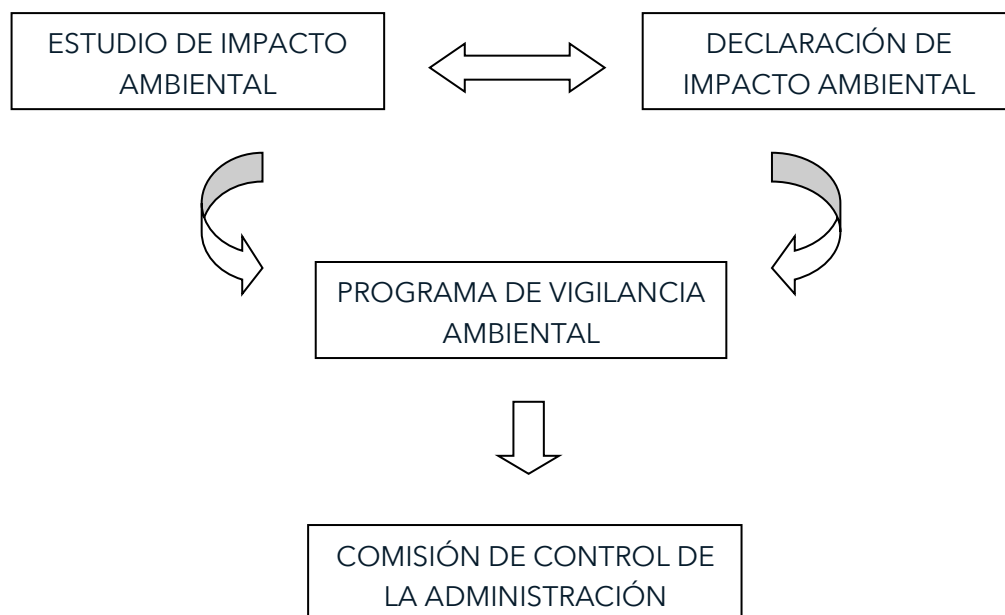 ESTUDIO DE IMPACTO
AMBIENTAL
DECLARACIÓN DE
IMPACTO AMBIENTAL
PROGRAMA DE VIGILANCIA
AMBIENTAL
COMISIÓN DE CONTROL DE
LA ADMINISTRACIÓN